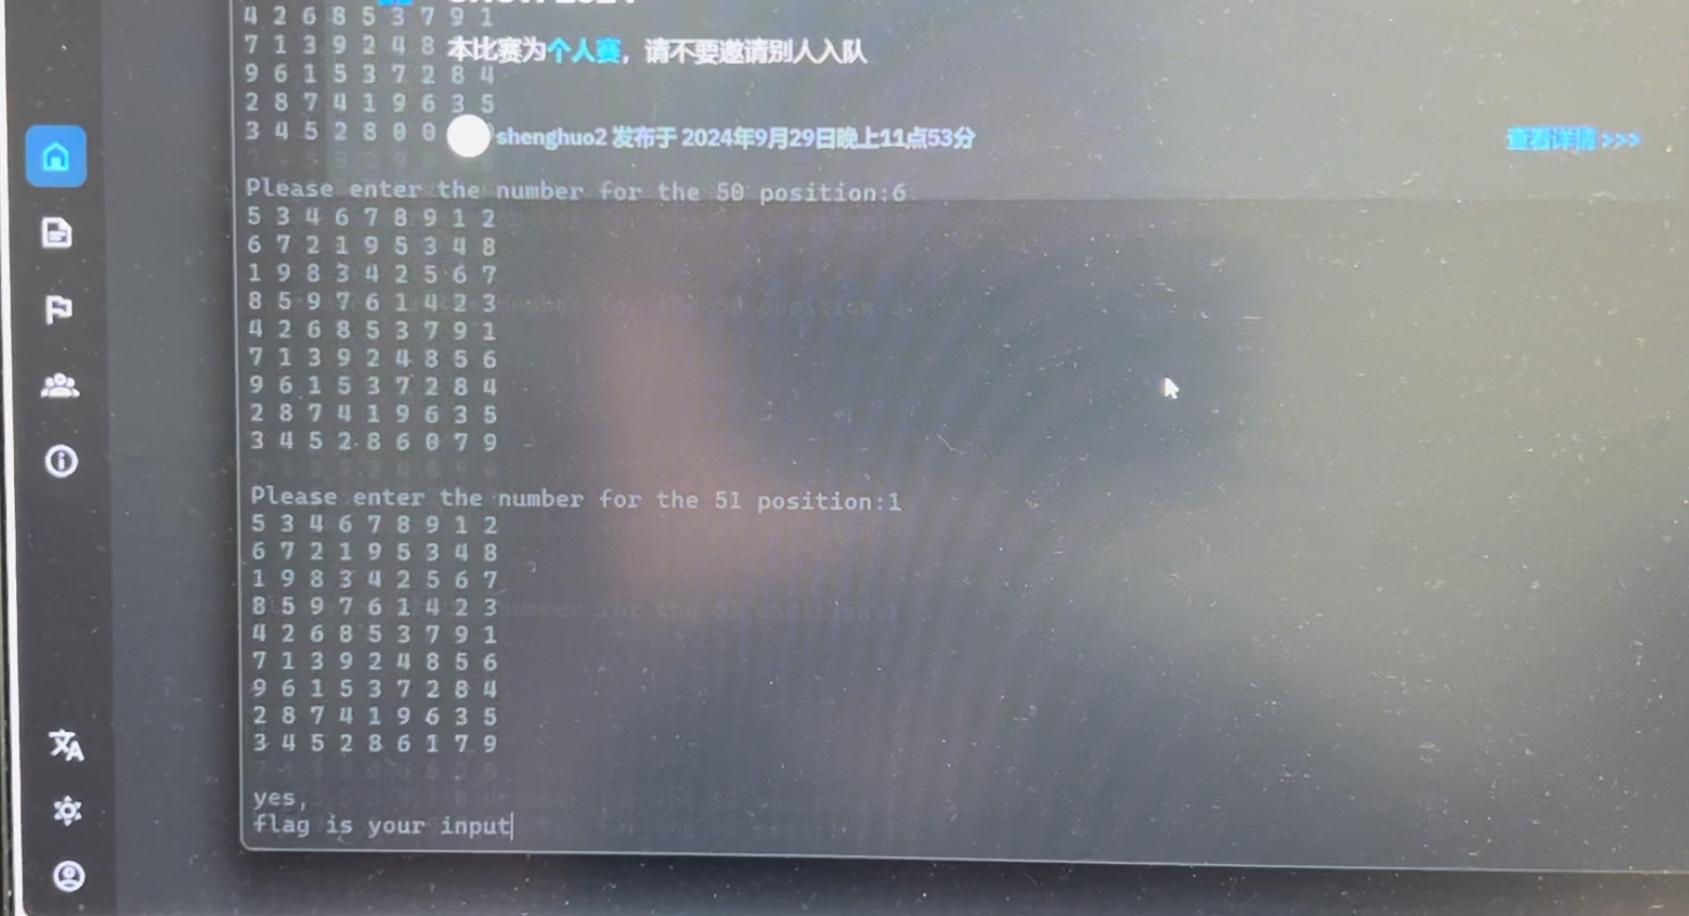 4 2 6 8 5 3 7 9 1
7 1 3 9 2 4 8
本比赛为个人赛，请不要邀请别人入队
9 6 1 5 3 7 2 8 4
2 8 7 4 1 9 6 3 5
3 4 5 2 8 0 0
shenghuo2 发布于 2024年9月29日晚上11点53分
查看详情 >>>
Please enter the number for the 50 position:6
5 3 4 6 7 8 9 1 2
6 7 2 1 9 5 3 4 8
1 9 8 3 4 2 5 6 7
8 5 9 7 6 1 4 2 3
4 2 6 8 5 3 7 9 1
7 1 3 9 2 4 8 5 6
9 6 1 5 3 7 2 8 4
2 8 7 4 1 9 6 3 5
3 4 5 2 8 6 0 7 9
Please enter the number for the 51 position:1
5 3 4 6 7 8 9 1 2
6 7 2 1 9 5 3 4 8
1 9 8 3 4 2 5 6 7
8 5 9 7 6 1 4 2 3
4 2 6 8 5 3 7 9 1
7 1 3 9 2 4 8 5 6
9 6 1 5 3 7 2 8 4
2 8 7 4 1 9 6 3 5
3 4 5 2 8 6 1 7 9
yes,
flag is your input